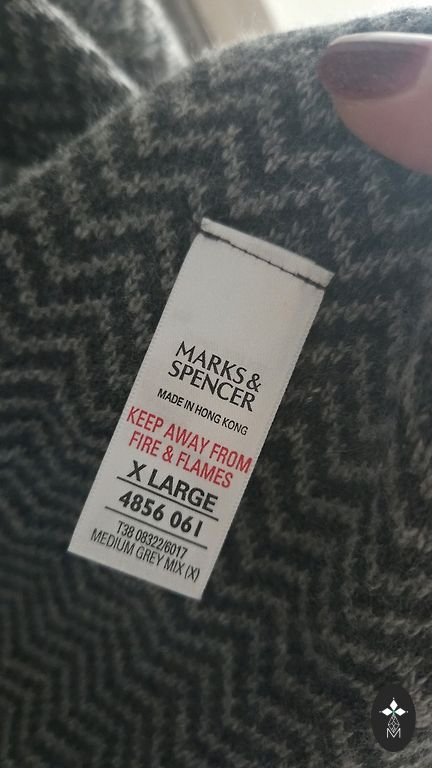 MARKS &
SPENCER
MADE IN HONG KONG
KEEP AWAY FROM
FIRE & FLAMES
X LARGE
4856 061
T38 08322/6017
MEDIUM GREY MIX (X)
M